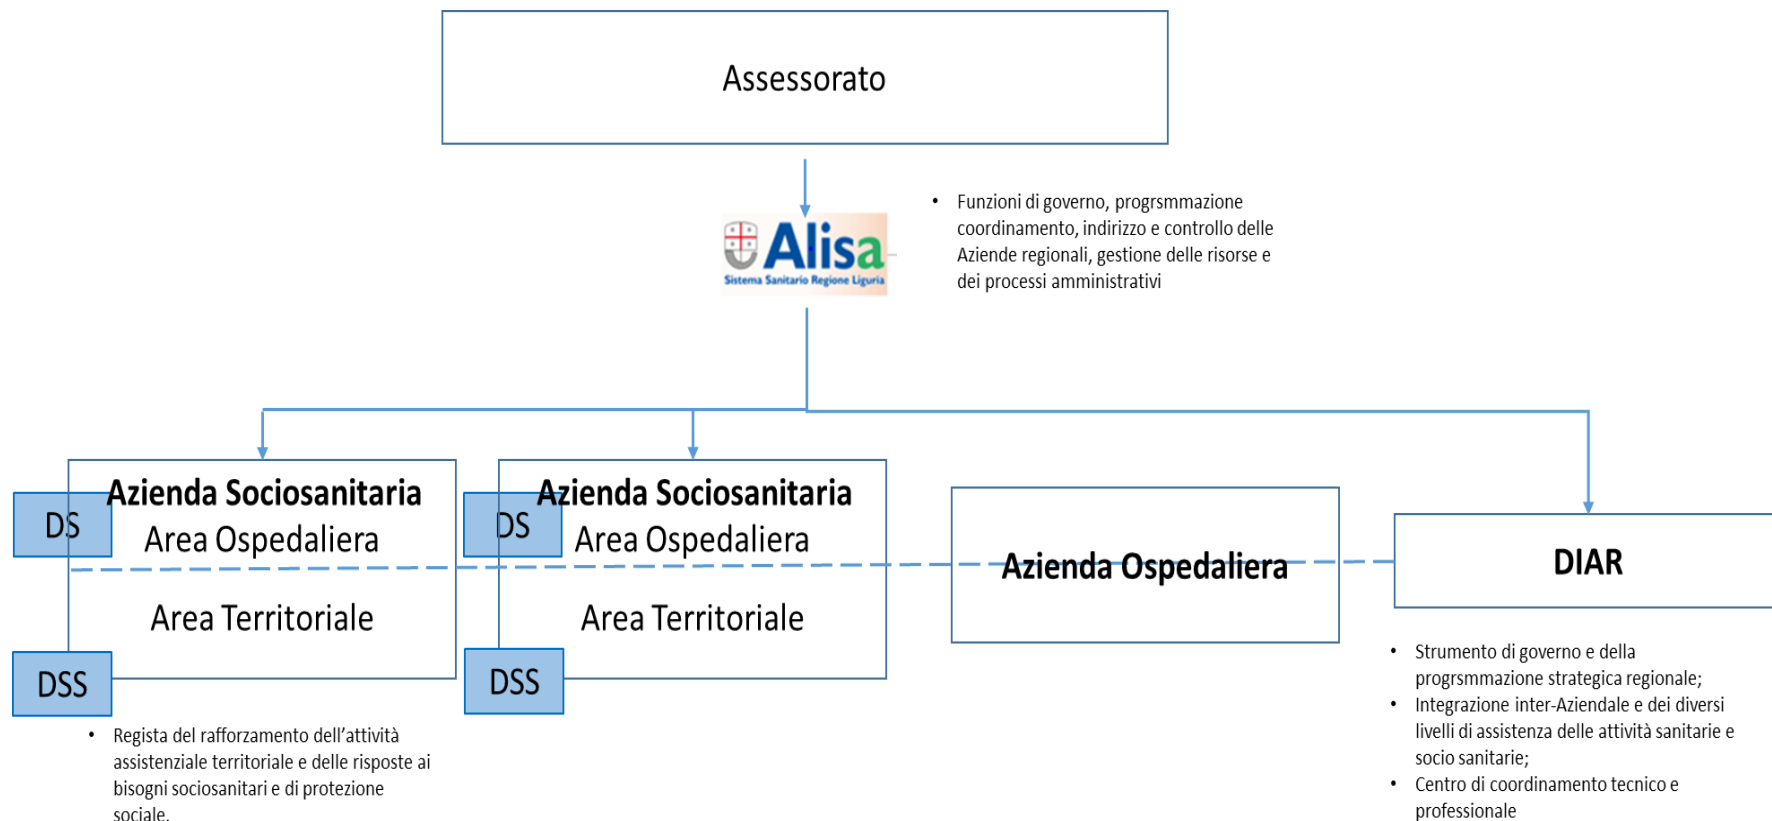 Assessorato
Alisa
Sistema Sanitario Regione Liguria
• Funzioni di governo, progrsmmazione
coordinamento, indirizzo e controllo delle
Aziende regionali, gestione delle risorse e
dei processi amministrativi
Azienda Sociosanitaria
DS
Area Ospedaliera
Area Territoriale
DSS
• Regista del rafforzamento dell’attività
assistenziale territoriale e delle risposte ai
bisogni sociosanitari e di protezione
sociale.
Azienda Sociosanitaria
DS
Area Ospedaliera
Area Territoriale
DSS
Azienda Ospedaliera
DIAR
• Strumento di governo e della
progrsmmazione strategica regionale;
• Integrazione inter-Aziendale e dei diversi
livelli di assistenza delle attività sanitarie e
socio sanitarie;
• Centro di coordinamento tecnico e
professionale